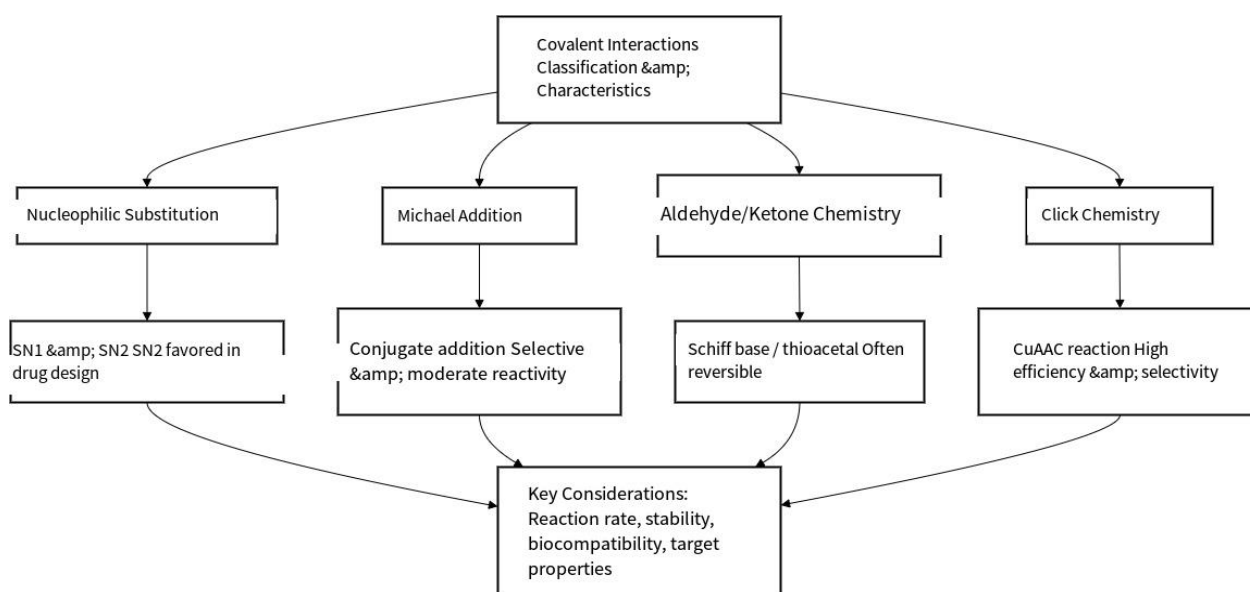 Covalent Interactions
Classification &amp;
Characteristics
Nucleophilic Substitution
Michael Addition
Aldehyde/Ketone Chemistry
Click Chemistry
SN1 &amp; SN2 SN2 favored in
drug design
Conjugate addition Selective
&amp; moderate reactivity
Schiff base / thioacetal Often
reversible
CuAAC reaction High
efficiency &amp; selectivity
Key Considerations:
Reaction rate, stability,
biocompatibility, target
properties